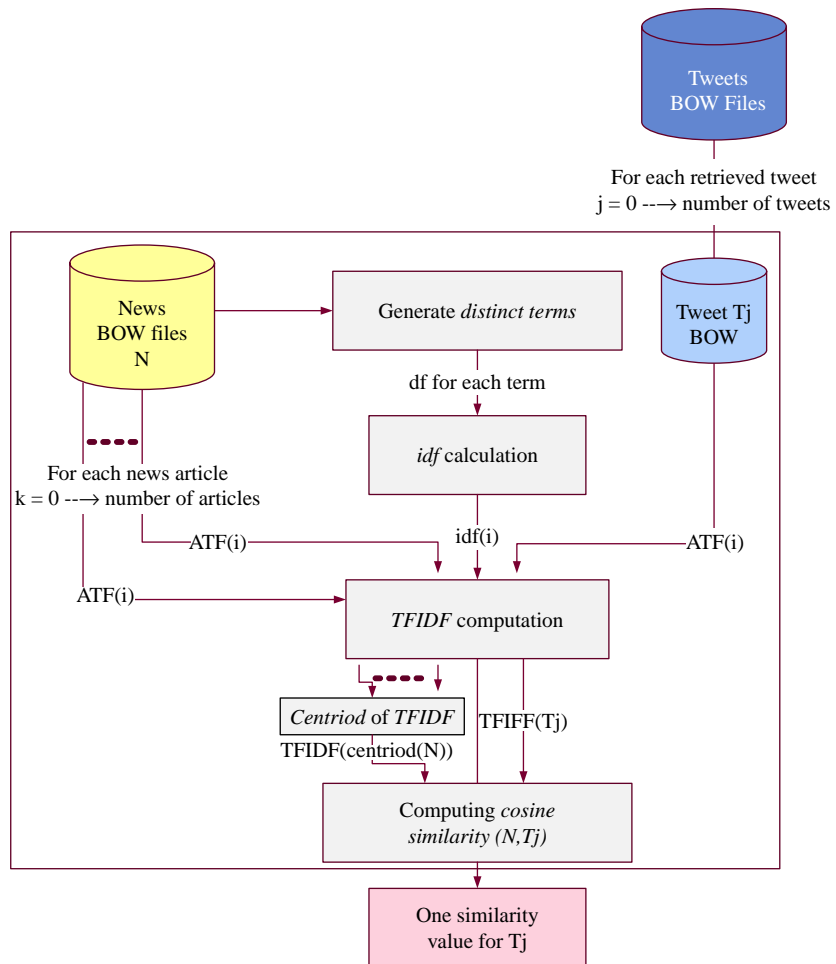 Tweets
BOW Files
For each retrieved tweet
j = 0 ---→ number of tweets
News
BOW files
N
Generate distinct terms
Tweet Tj
BOW
df for each term
idf calculation
For each news article
k = 0 ---→ number of articles
ATF(i)
idf(i)
ATF(i)
ATF(i)
TFIDF computation
Centriod of TFIDF
TFIFF(Tj)
TFIDF(centriod(N))
Computing cosine
similarity (N,Tj)
One similarity
value for Tj